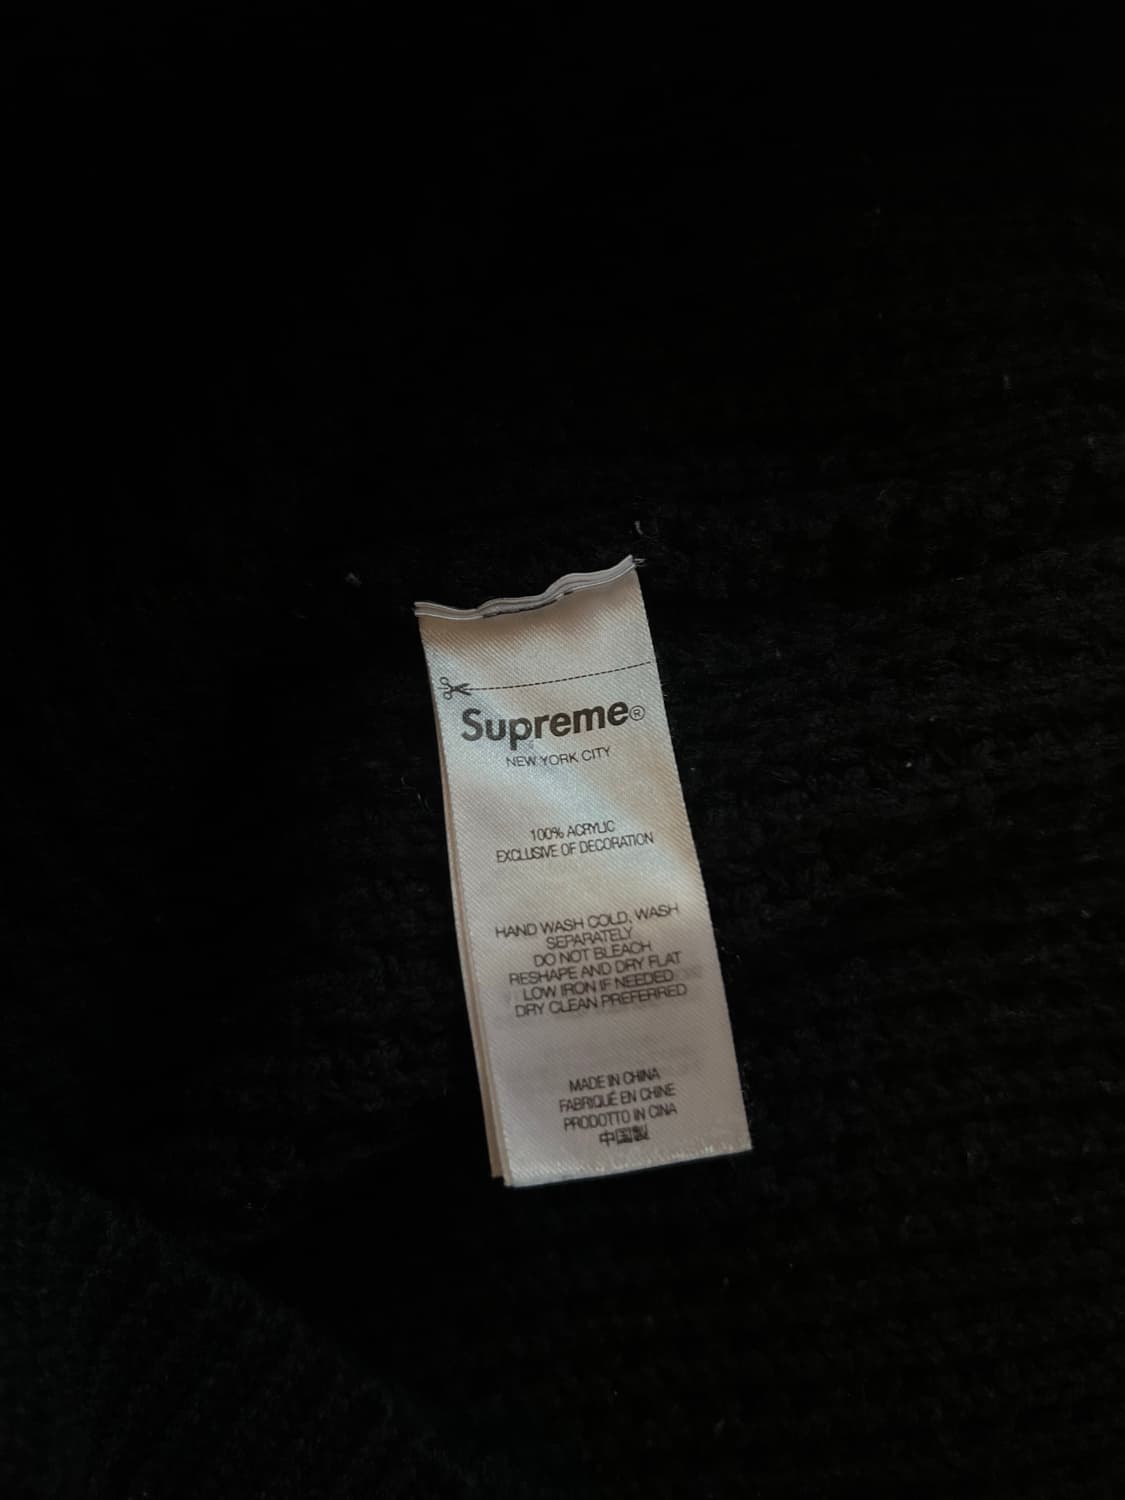 Supreme®
NEW YORK CITY
100% ACRYLIC
EXCLUSIVE OF DECORATION
HAND WASH COLD, WASH
SEPARATELY
DO NOT BLEACH
RESHAPE AND DRY FLAT
LOW IRON IF NEEDED
DRY CLEAN PREFERRED
MADE IN CHINA
FABRIQUÉ EN CHINE
PRODOTTO IN CINA
中国製